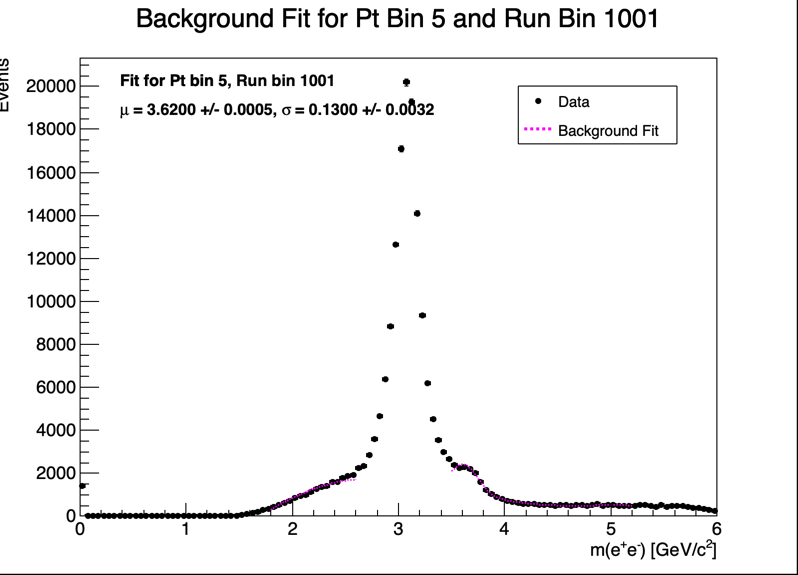 Background Fit for Pt Bin 5 and Run Bin 1001
Events
Fit for Pt bin 5, Run bin 1001
μ = 3.6200 +/- 0.0005, σ = 0.1300 +/- 0.0032
Data
Background Fit
20000
18000
16000
14000
12000
10000
8000
6000
4000
2000
0
0 1 2 3 4 5 6
m(e⁺e⁻) [GeV/c²]